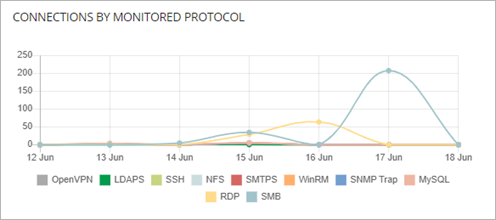 CONNECTIONS BY MONITORED PROTOCOL
250
200
150
100
50
0
12 Jun 13 Jun 14 Jun 15 Jun 16 Jun 17 Jun 18 Jun
OpenVPN LDAPS SSH NFS SMTPS WinRM SNMP Trap MySQL
RDP SMB